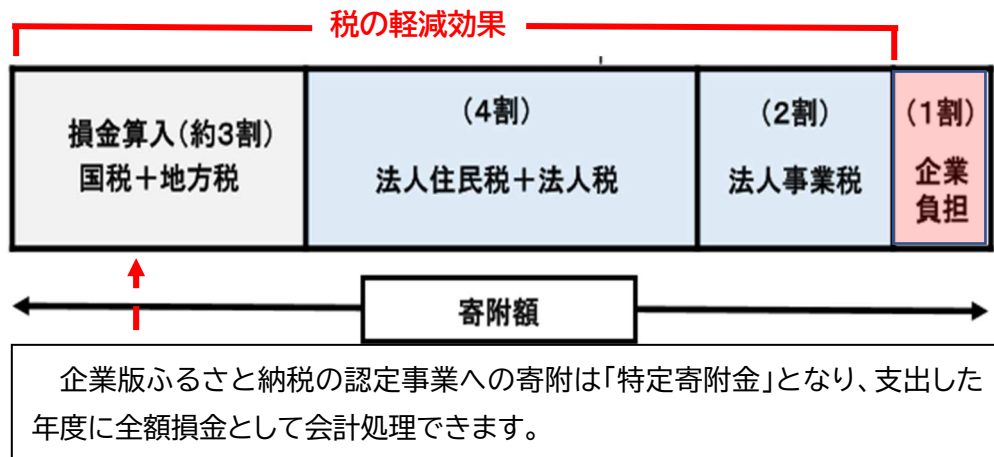 税の軽減効果
損金算入(約3割)
国税＋地方税
(4割)
法人住民税＋法人税
(2割)
法人事業税
(1割)
企業
負担
寄附額
企業版ふるさと納税の認定事業への寄附は「特定寄附金」となり、支出した
年度に全額損金として会計処理できます。